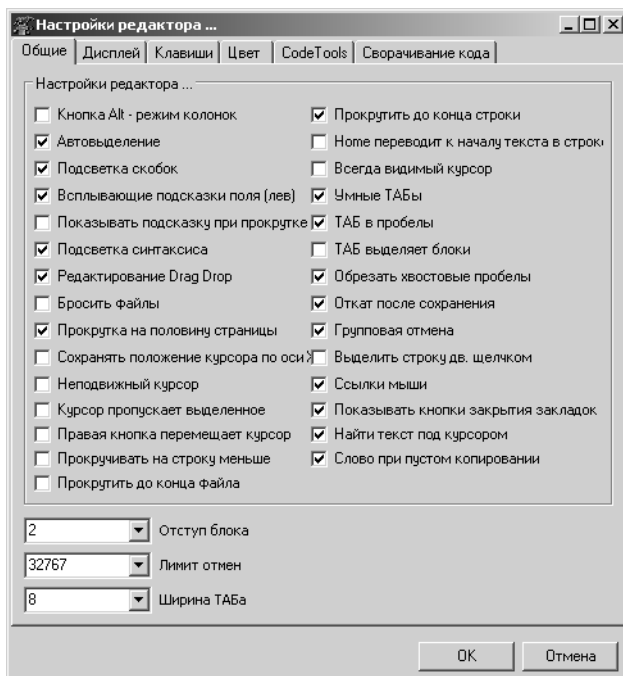 Настройки редактора ...
Общие Дисплей Клавиши Цвет CodeTools Сворачивание кода
Настройки редактора ...
Кнопка Alt - режим колонок
Автовыделение
Подсветка скобок
Всплывающие подсказки поля (лев)
Показывать подсказку при прокрутке
Подсветка синтаксиса
Редактирование Drag Drop
Бросить файлы
Прокрутка на половину страницы
Сохранять положение курсора по оси X
Неподвижный курсор
Курсор пропускает выделенное
Правая кнопка перемещает курсор
Прокручивать на строку меньше
Прокрутить до конца файла
Прокрутить до конца строки
Home переводит к началу текста в строк
Всегда видимый курсор
Умные ТАБы
ТАБ в пробелы
ТАБ выделяет блоки
Обрезать хвостовые пробелы
Откат после сохранения
Групповая отмена
Выделить строку дв. щелчком
Ссылки мыши
Показывать кнопки закрытия закладок
Найти текст под курсором
Слово при пустом копировании
2 Отступ блока
32767 Лимит отмен
8 Ширина ТАБа
OK Отмена